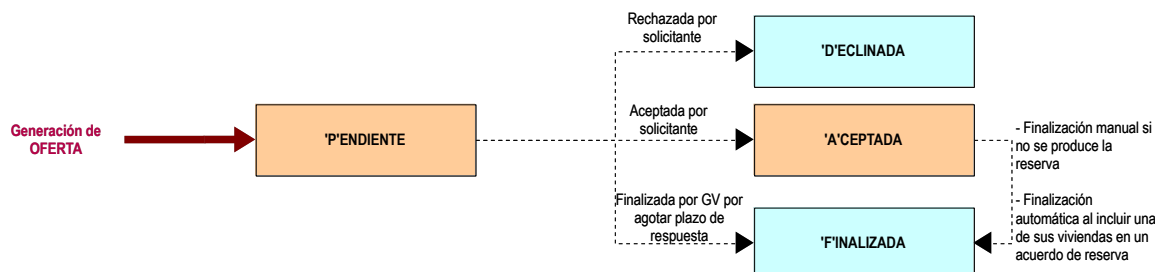 Generación de
OFERTA
'P'ENDIENTE
Rechazada por
solicitante
'D'ECLINADA
Aceptada por
solicitante
'A'CEPTADA
- Finalización manual si
no se produce la
reserva
Finalizada por GV por
agotar plazo de
respuesta
'F'INALIZADA
- Finalización
automática al incluir una
de sus viviendas en un
acuerdo de reserva